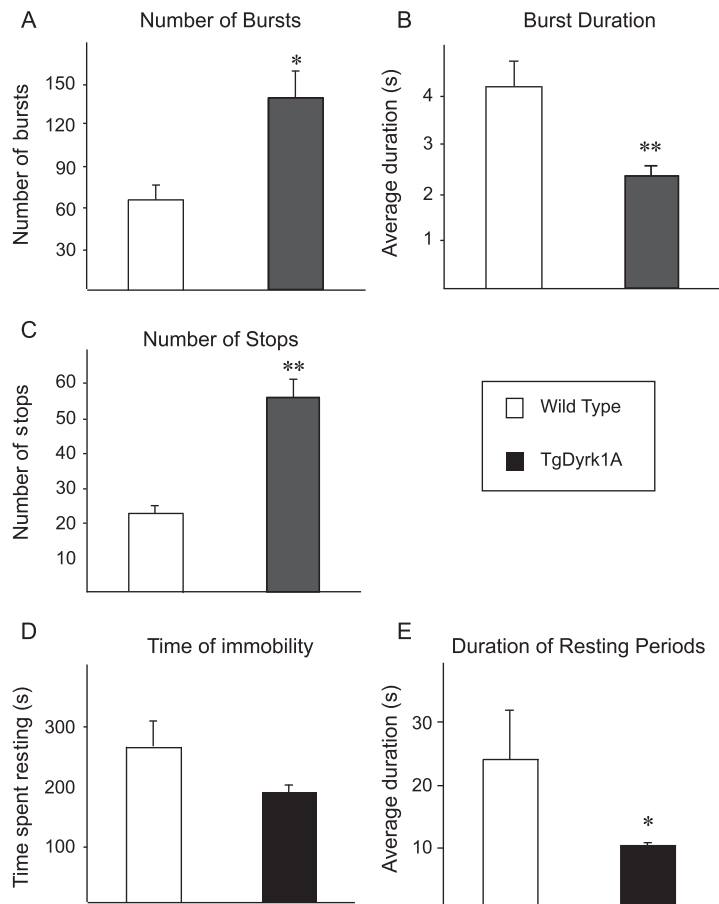 A
Number of Bursts
Number of bursts
150
120
90
60
30
*
B
Burst Duration
Average duration (s)
4
3
2
1
**
C
Number of Stops
Number of stops
60
50
40
30
20
10
**
Wild Type
TgDyrk1A
D
Time of immobility
Time spent resting (s)
300
200
100
E
Duration of Resting Periods
Average duration (s)
30
20
10
*